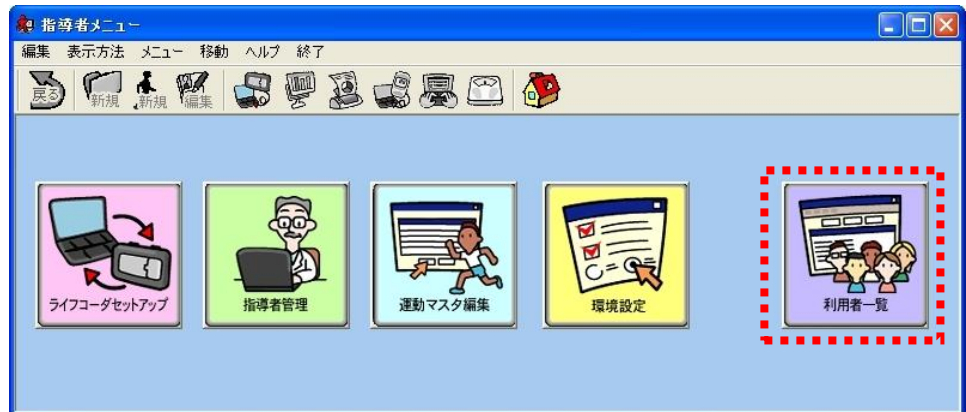 指導者メニュー
編集 表示方法 メニュー 移動 ヘルプ 終了
戻る 新規 新規 編集
ライフコーダセットアップ 指導者管理 運動マスタ編集 環境設定 利用者一覧